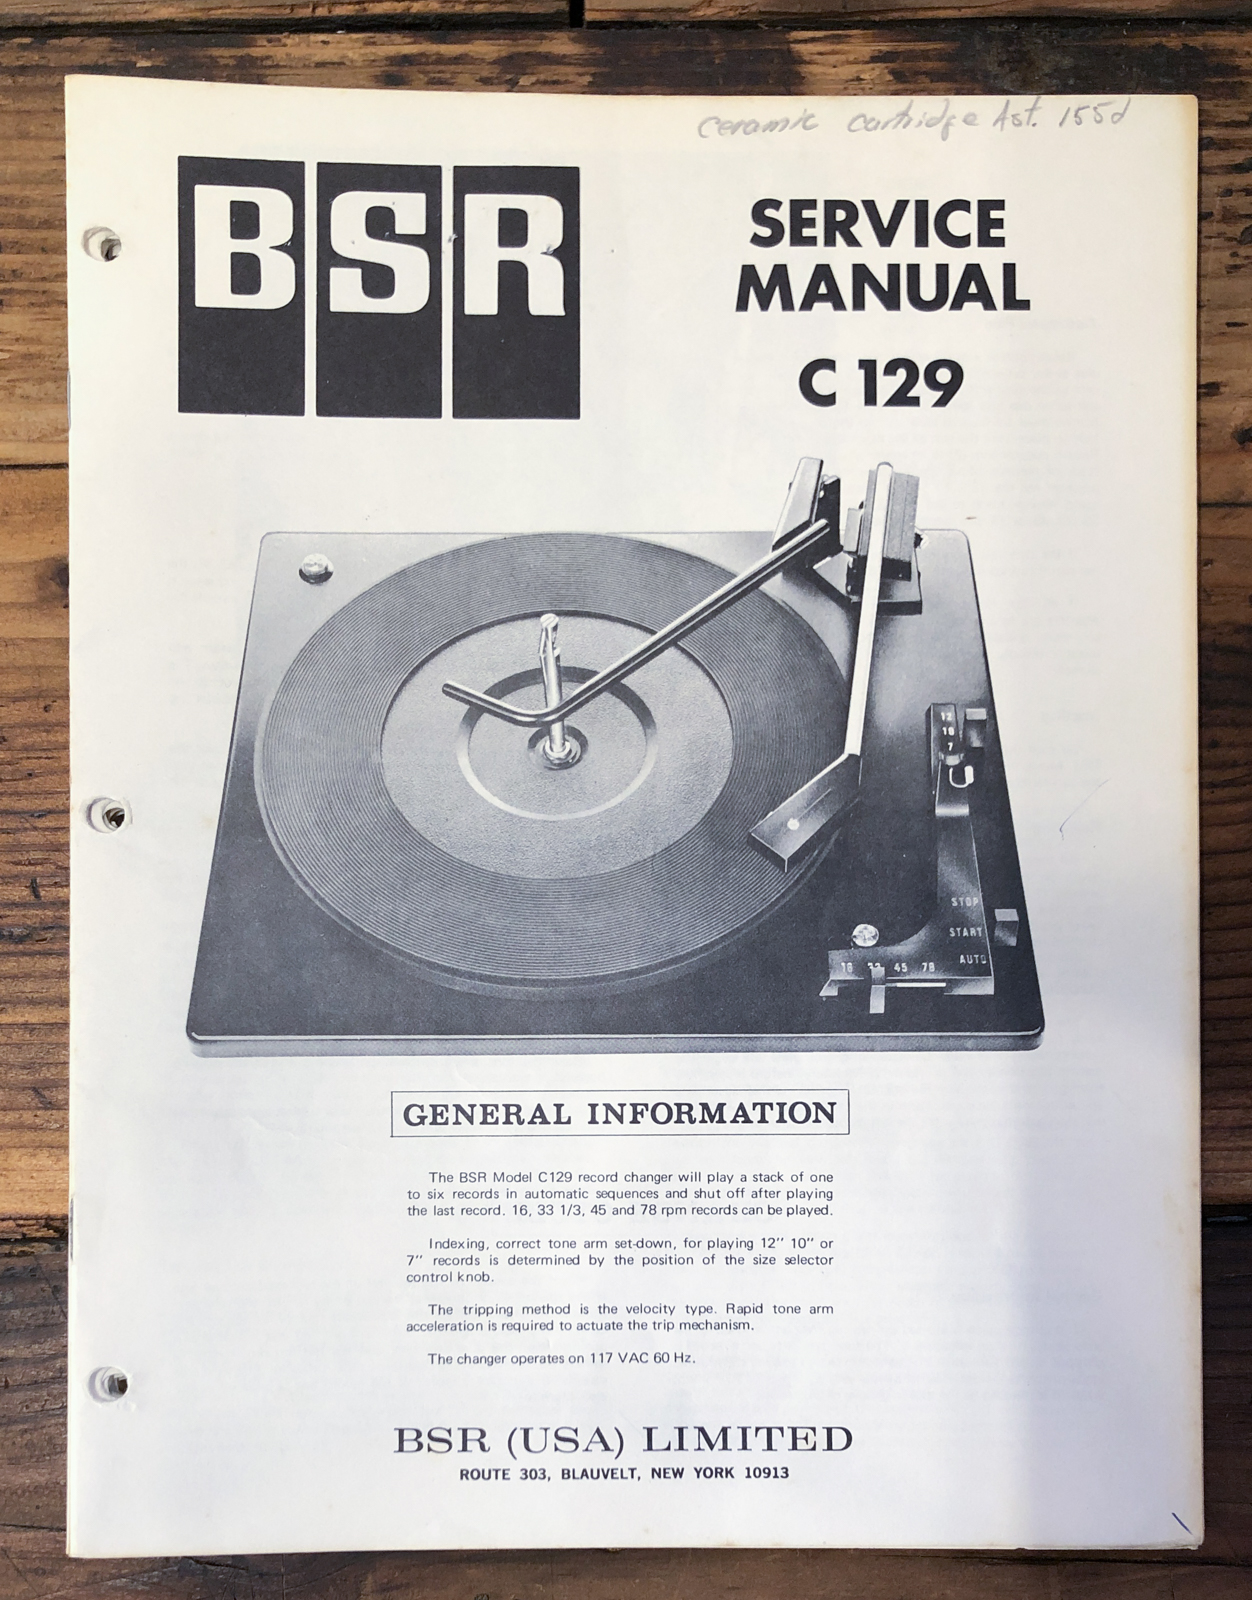 ceramic cartridge Ast. 155d
BSR
SERVICE
MANUAL
C 129
12
10
7
STOP
START
AUTO
16 33 45 78
GENERAL INFORMATION
The BSR Model C129 record changer will play a stack of one
to six records in automatic sequences and shut off after playing
the last record. 16, 33 1/3, 45 and 78 rpm records can be played.
Indexing, correct tone arm set-down, for playing 12" 10" or
7" records is determined by the position of the size selector
control knob.
The tripping method is the velocity type. Rapid tone arm
acceleration is required to actuate the trip mechanism.
The changer operates on 117 VAC 60 Hz.
BSR (USA) LIMITED
ROUTE 303, BLAUVELT, NEW YORK 10913